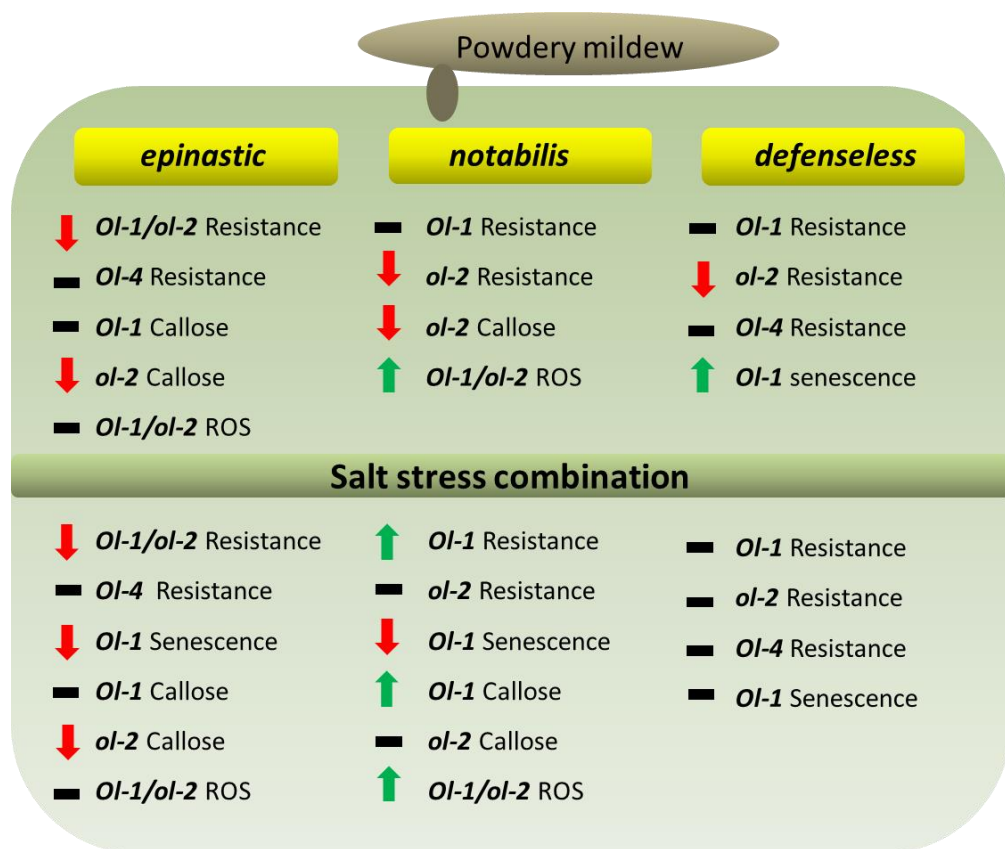 Powdery mildew
epinastic
Ol-1/ol-2 Resistance
Ol-4 Resistance
Ol-1 Callose
ol-2 Callose
Ol-1/ol-2 ROS
notabilis
Ol-1 Resistance
ol-2 Resistance
ol-2 Callose
Ol-1/ol-2 ROS
defenseless
Ol-1 Resistance
ol-2 Resistance
Ol-4 Resistance
Ol-1 senescence
Salt stress combination
Ol-1/ol-2 Resistance
Ol-4 Resistance
Ol-1 Senescence
Ol-1 Callose
ol-2 Callose
Ol-1/ol-2 ROS
Ol-1 Resistance
ol-2 Resistance
Ol-1 Senescence
Ol-1 Callose
ol-2 Callose
Ol-1/ol-2 ROS
Ol-1 Resistance
ol-2 Resistance
Ol-4 Resistance
Ol-1 Senescence